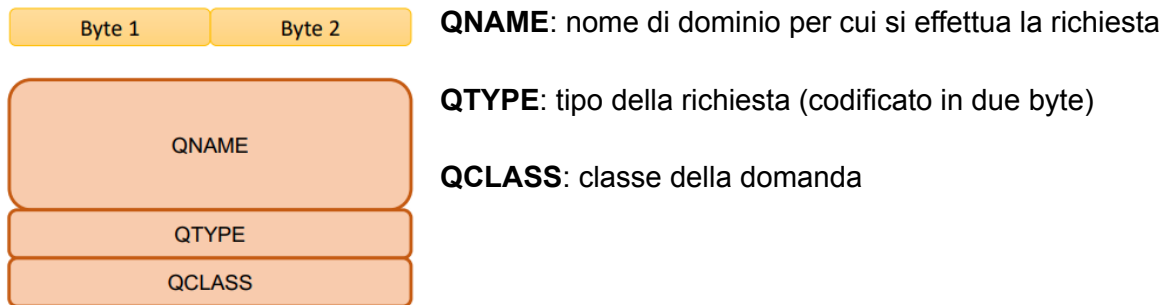 Byte 1 Byte 2
QNAME: nome di dominio per cui si effettua la richiesta
QTYPE: tipo della richiesta (codificato in due byte)
QNAME
QCLASS: classe della domanda
QTYPE
QCLASS